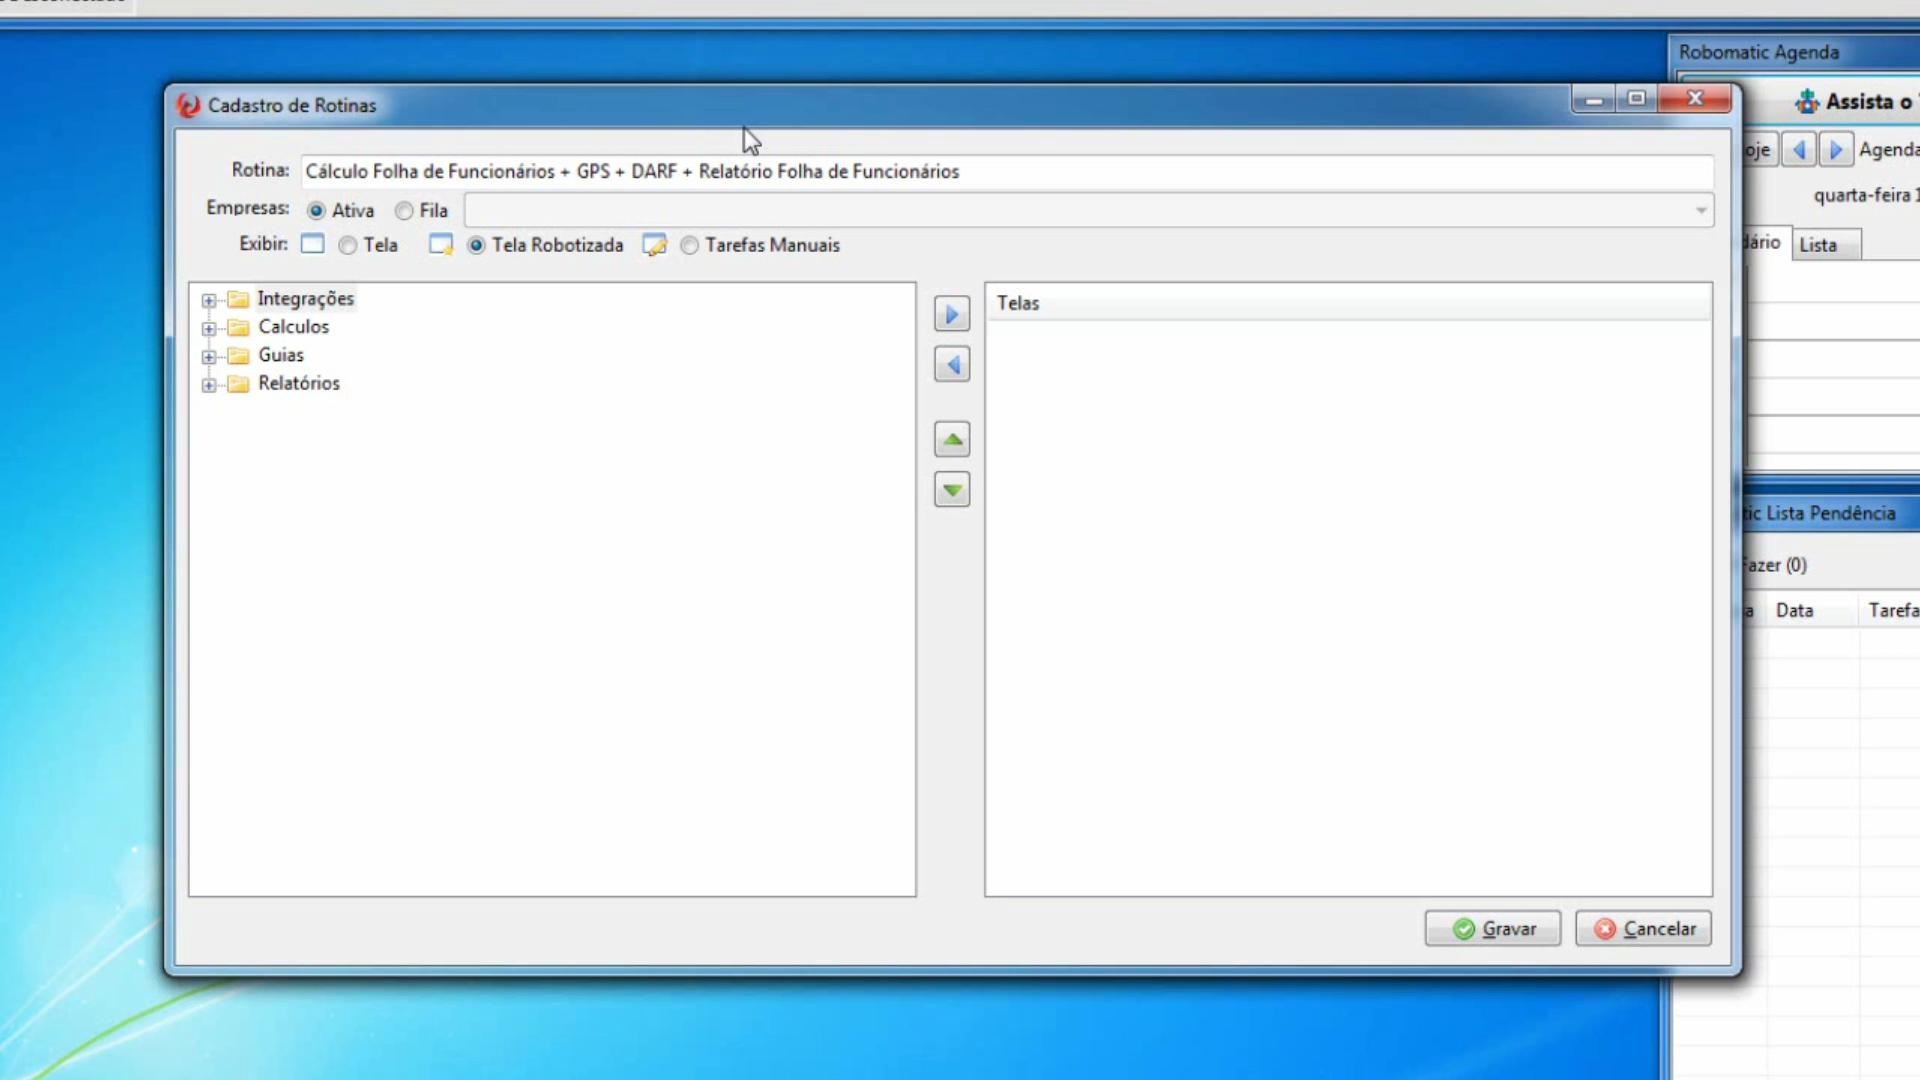 Robomatic Agenda
Cadastro de Rotinas
Assista o
Rotina: Cálculo Folha de Funcionários + GPS + DARF + Relatório Folha de Funcionários
oje
Agenda
Empresas: Ativa Fila
quarta-feira 1
Exibir: Tela Tela Robotizada Tarefas Manuais
dário Lista
Integrações
Telas
Calculos
Guias
Relatórios
tic Lista Pendência
Fazer (0)
a Data Tarefa
Gravar Cancelar